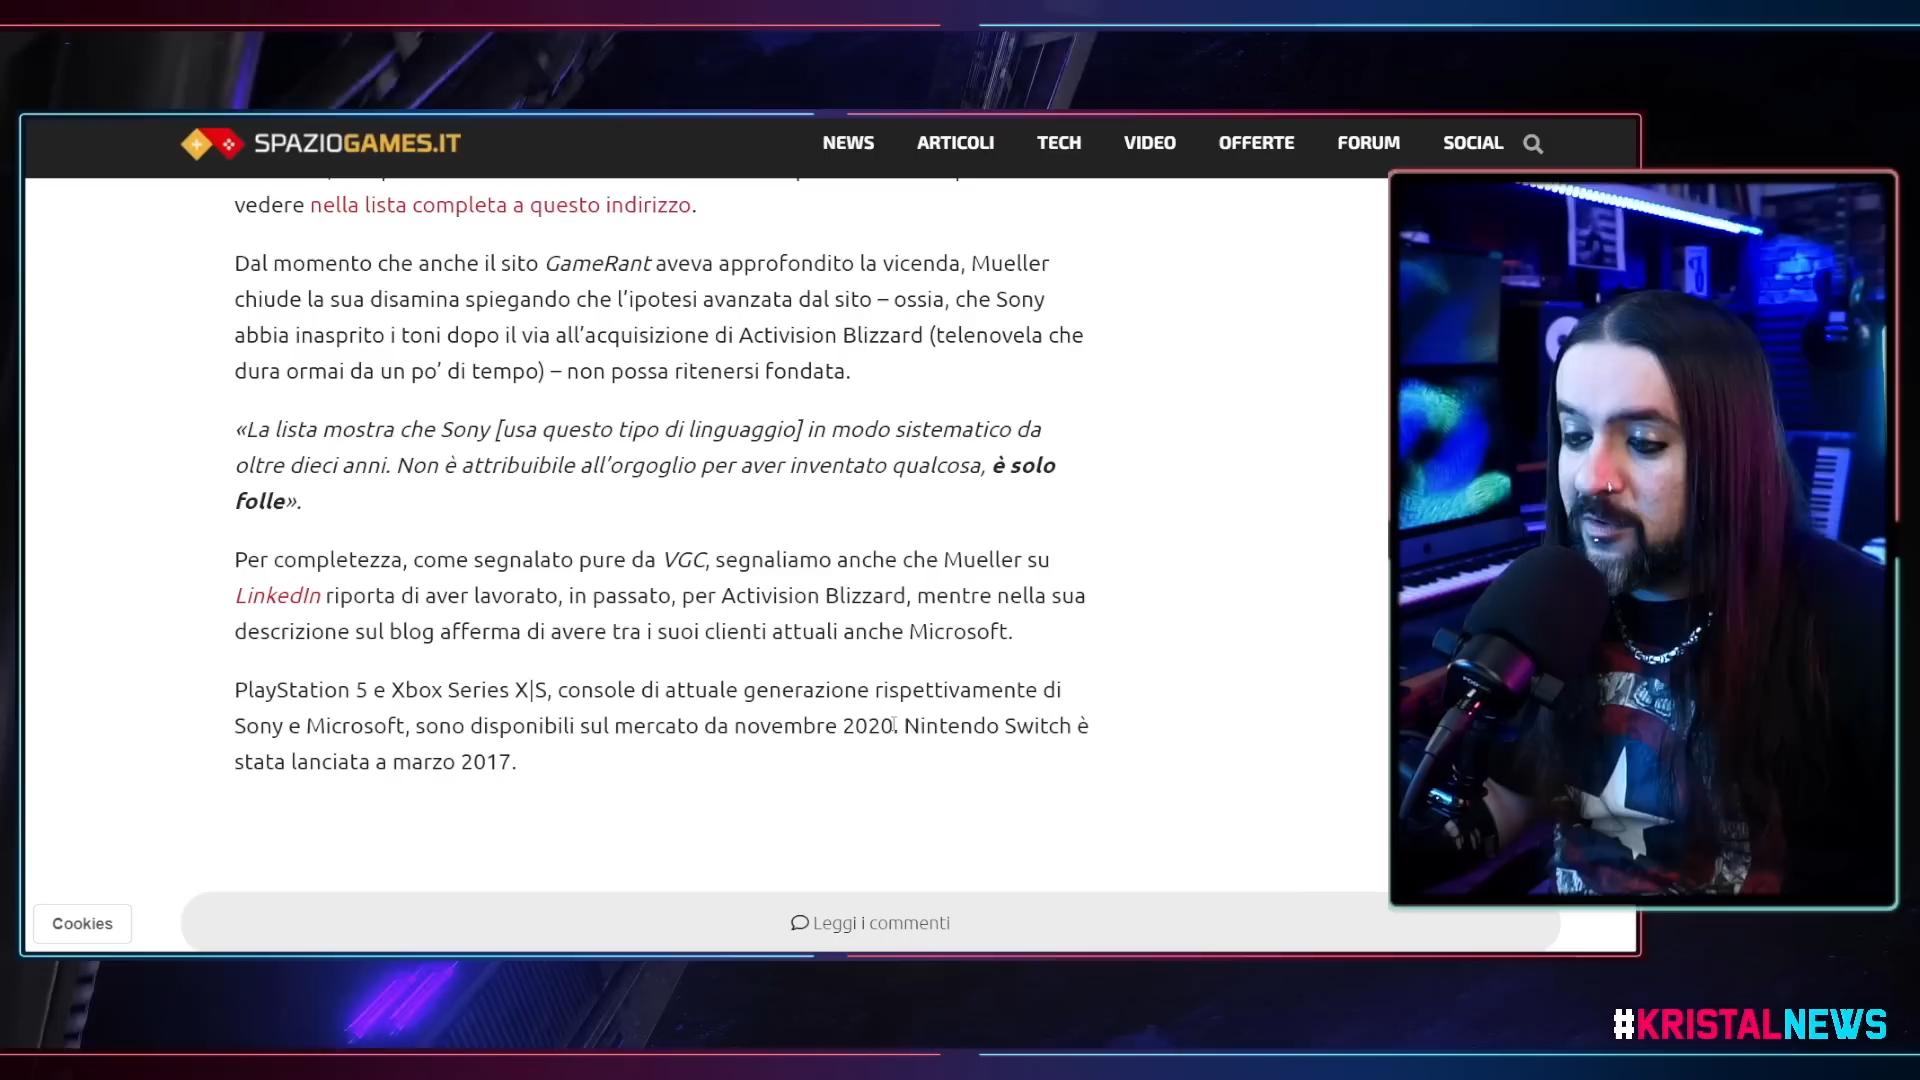 SPAZIOGAMES.IT
NEWS ARTICOLI TECH VIDEO OFFERTE FORUM SOCIAL
vedere nella lista completa a questo indirizzo.
Dal momento che anche il sito GameRant aveva approfondito la vicenda, Mueller
chiude la sua disamina spiegando che l’ipotesi avanzata dal sito – ossia, che Sony
abbia inasprito i toni dopo il via all’acquisizione di Activision Blizzard (telenovela che
dura ormai da un po’ di tempo) – non possa ritenersi fondata.
«La lista mostra che Sony [usa questo tipo di linguaggio] in modo sistematico da
oltre dieci anni. Non è attribuibile all’orgoglio per aver inventato qualcosa, è solo
folle».
Per completezza, come segnalato pure da VGC, segnaliamo anche che Mueller su
LinkedIn riporta di aver lavorato, in passato, per Activision Blizzard, mentre nella sua
descrizione sul blog afferma di avere tra i suoi clienti attuali anche Microsoft.
PlayStation 5 e Xbox Series X|S, console di attuale generazione rispettivamente di
Sony e Microsoft, sono disponibili sul mercato da novembre 2020. Nintendo Switch è
stata lanciata a marzo 2017.
Cookies
Leggi i commenti
#KRISTALNEWS